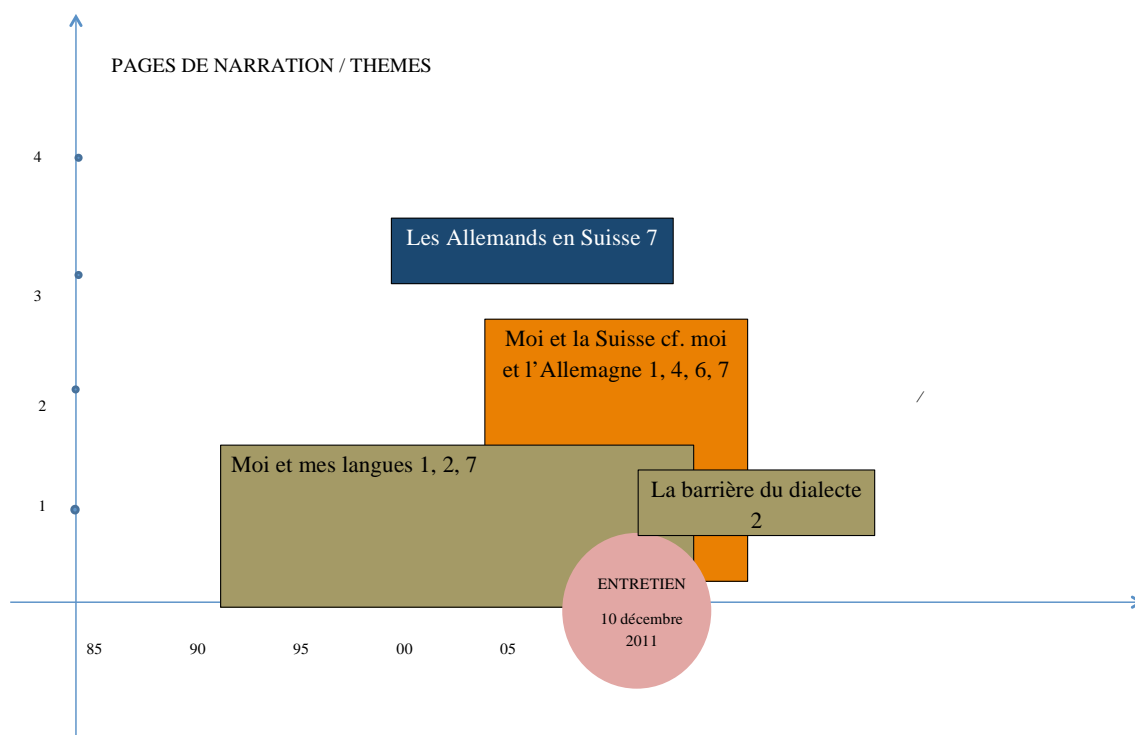 PAGES DE NARRATION / THEMES
4
Les Allemands en Suisse 7
3
Moi et la Suisse cf. moi
et l’Allemagne 1, 4, 6, 7
2
/
Moi et mes langues 1, 2, 7
La barrière du dialecte
2
1
ENTRETIEN
10 décembre
2011
85 90 95 00 05